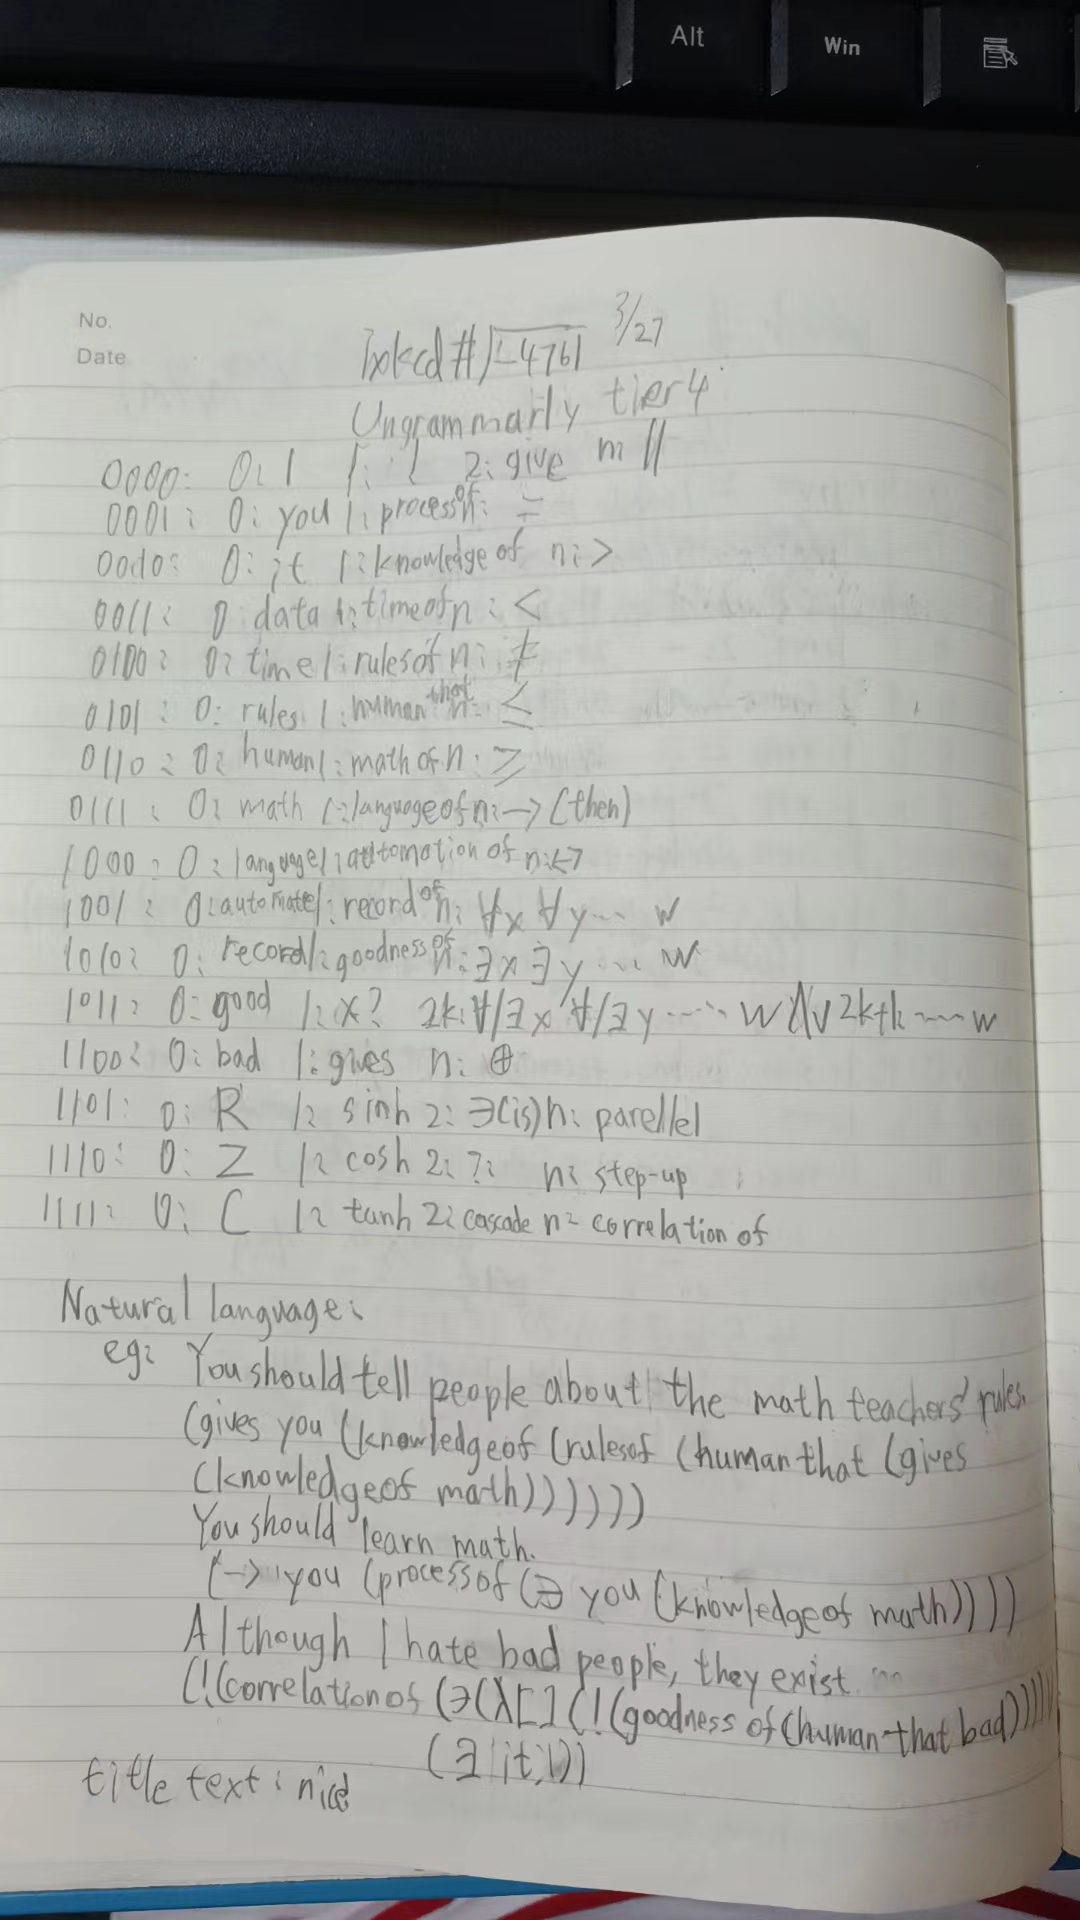 Alt
Win
No.
Date
3/27
xkcd # √-4761
Ungrammarly tier 4
0000: 0: I 1: ! 2: give m ||
0001: 0: you 1: process of n: =
0010: 0: it 1: knowledge of n: >
0011: 0: data 1: time of n: <
0100: 0: time 1: rules of n: ≠
0101: 0: rules 1: human that n: ≤
0110: 0: human 1: math of n: ≥
0111: 0: math 1: language of n: → (then)
1000: 0: language 1: automation of n: ↔
1001: 0: automate 1: record of n: ∀x ∀y ... w
1010: 0: record 1: goodness of n: ∃x ∃y ... w
1011: 0: good 1: x? 2k: ∀/∃x ∀/∃y ...... w ∧/∨ 2k+1: ...... w
1100: 0: bad 1: gives n: ⊕
1101: 0: R 1: sinh 2: ∃(is) n: parellel
1110: 0: Z 1: cosh 2: ?: n: step-up
1111: 0: C 1: tanh 2: cascade n: correlation of
Natural language:
eg: You should tell people about the math teachers' rules.
(gives you (knowledge of (rules of (human that (gives
(knowledge of math)))))))
You should learn math.
(→ you (process of (∃ you (knowledge of math))))
Although I hate bad people, they exist
(!(correlation of (∃(λ[] (!(goodness of (human that bad)))))
(∃ it))
title text: nice